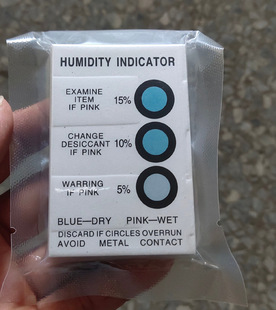 HUMIDITY INDICATOR
EXAMINE
ITEM 15%
IF PINK
CHANGE
DESICCANT 10%
IF PINK
WARRING 5%
IF PINK
BLUE—DRY PINK—WET
DISCARD IF CIRCLES OVERRUN
AVOID METAL CONTACT